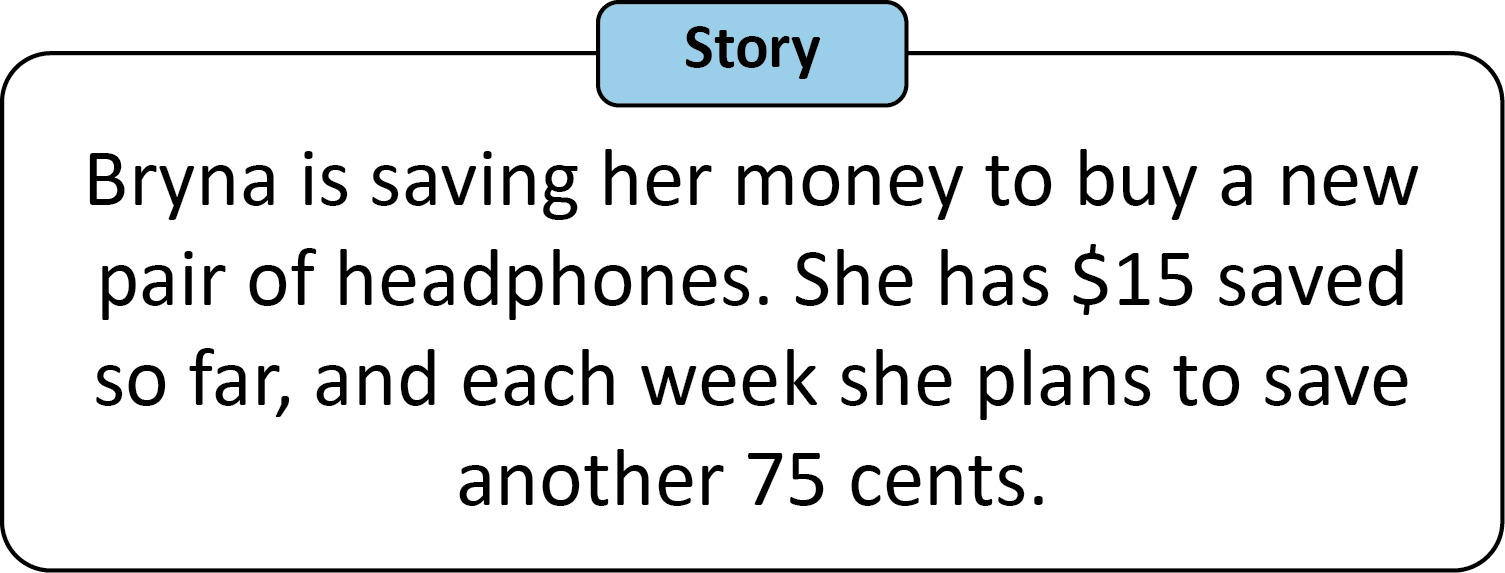 Story
Bryna is saving her money to buy a new
pair of headphones. She has $15 saved
so far, and each week she plans to save
another 75 cents.